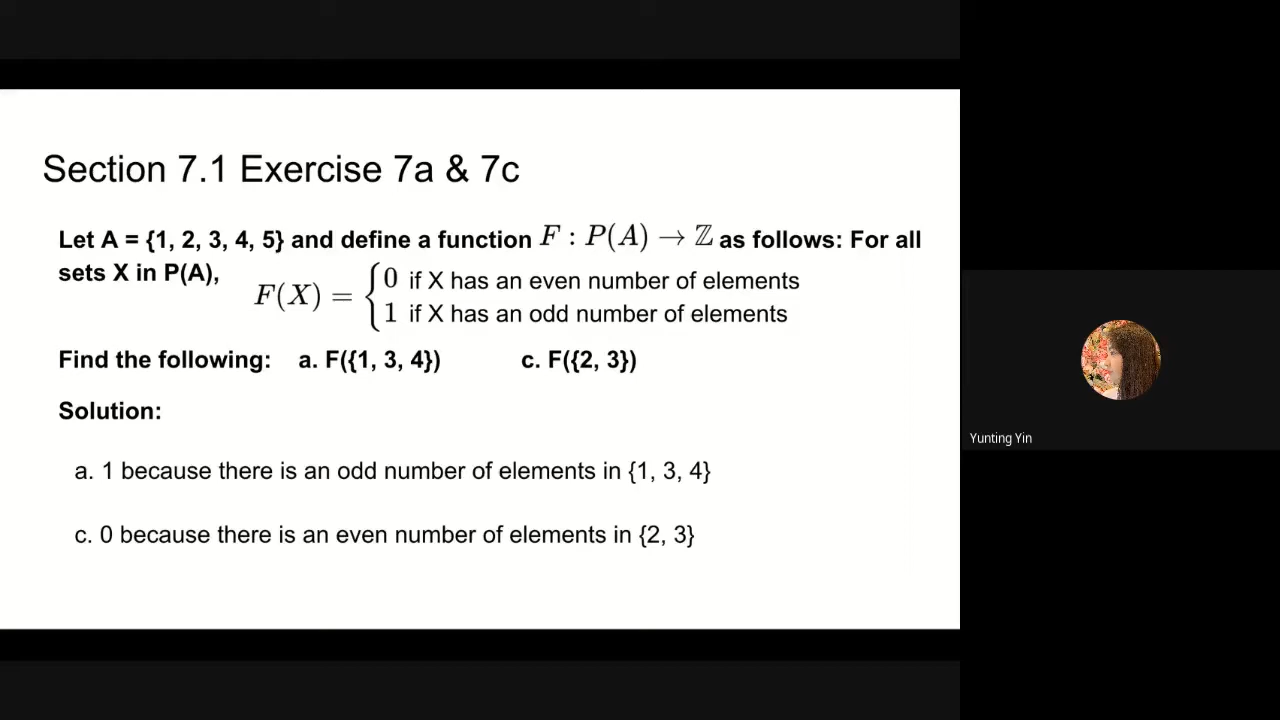 Section 7.1 Exercise 7a & 7c
Let A = {1, 2, 3, 4, 5} and define a function F : P(A) → ℤ as follows: For all
sets X in P(A),
F(X) = { 0 if X has an even number of elements
1 if X has an odd number of elements
Find the following: a. F({1, 3, 4}) c. F({2, 3})
Solution:
a. 1 because there is an odd number of elements in {1, 3, 4}
c. 0 because there is an even number of elements in {2, 3}
Yunting Yin